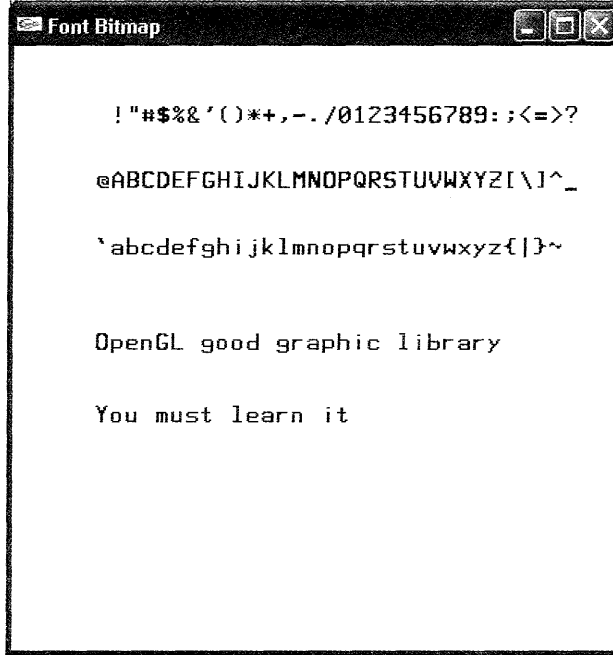 Font Bitmap
!"#$%&'()*+,-./0123456789:;<=>?
@ABCDEFGHIJKLMNOPQRSTUVWXYZ[\]^_
`abcdefghijklmnopqrstuvwxyz{|}~
OpenGL good graphic library
You must learn it